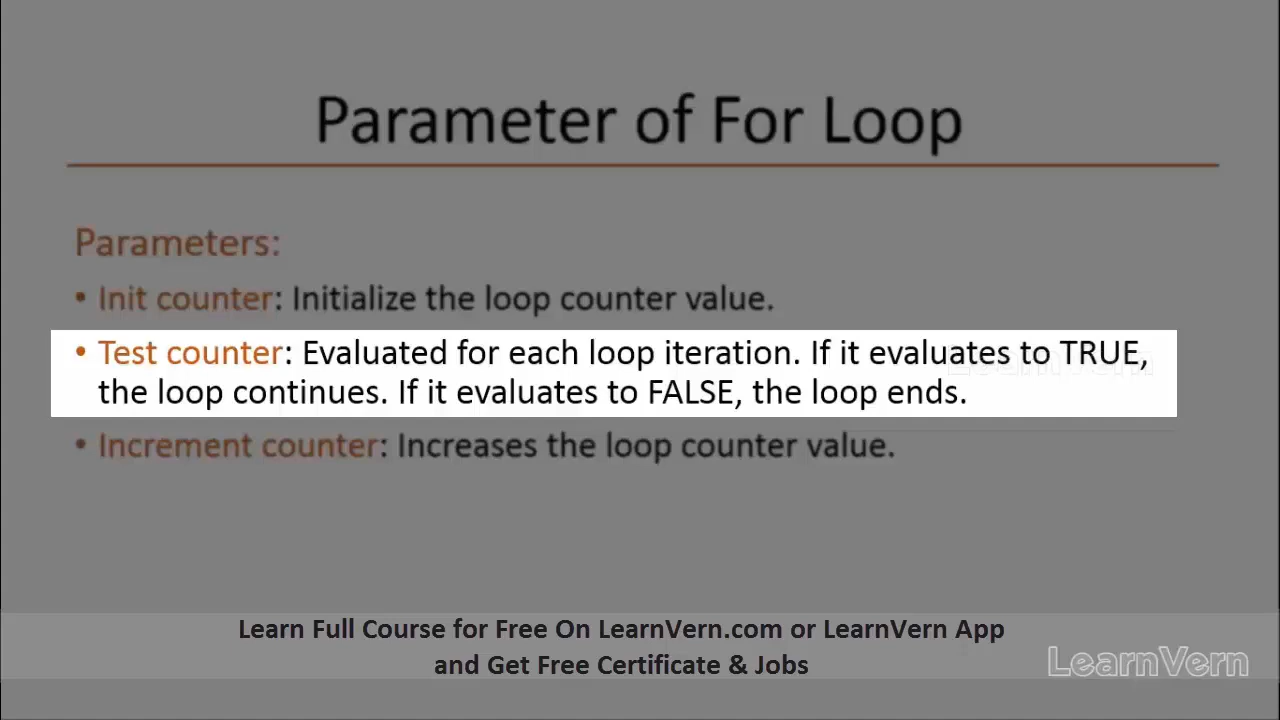 Parameter of For Loop
Parameters:
• Init counter: Initialize the loop counter value.
• Test counter: Evaluated for each loop iteration. If it evaluates to TRUE,
the loop continues. If it evaluates to FALSE, the loop ends.
LearnVern
• Increment counter: Increases the loop counter value.
Learn Full Course for Free On LearnVern.com or LearnVern App
and Get Free Certificate & Jobs
LearnVern